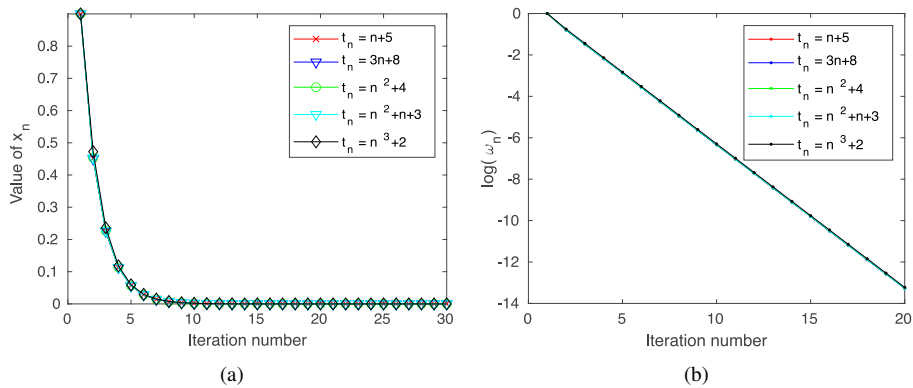 0.8
0.7
0.6
0.5
0.4
0.3
0.2
0.1
0
0 5 10 15 20 25 30
Value of x_n
Iteration number
t_n = n+5
t_n = 3n+8
t_n = n^2+4
t_n = n^2+n+3
t_n = n^3+2
(a)
0
-2
-4
-6
-8
-10
-12
-14
0 5 10 15 20
log( ω_n)
Iteration number
t_n = n+5
t_n = 3n+8
t_n = n^2+4
t_n = n^2+n+3
t_n = n^3+2
(b)